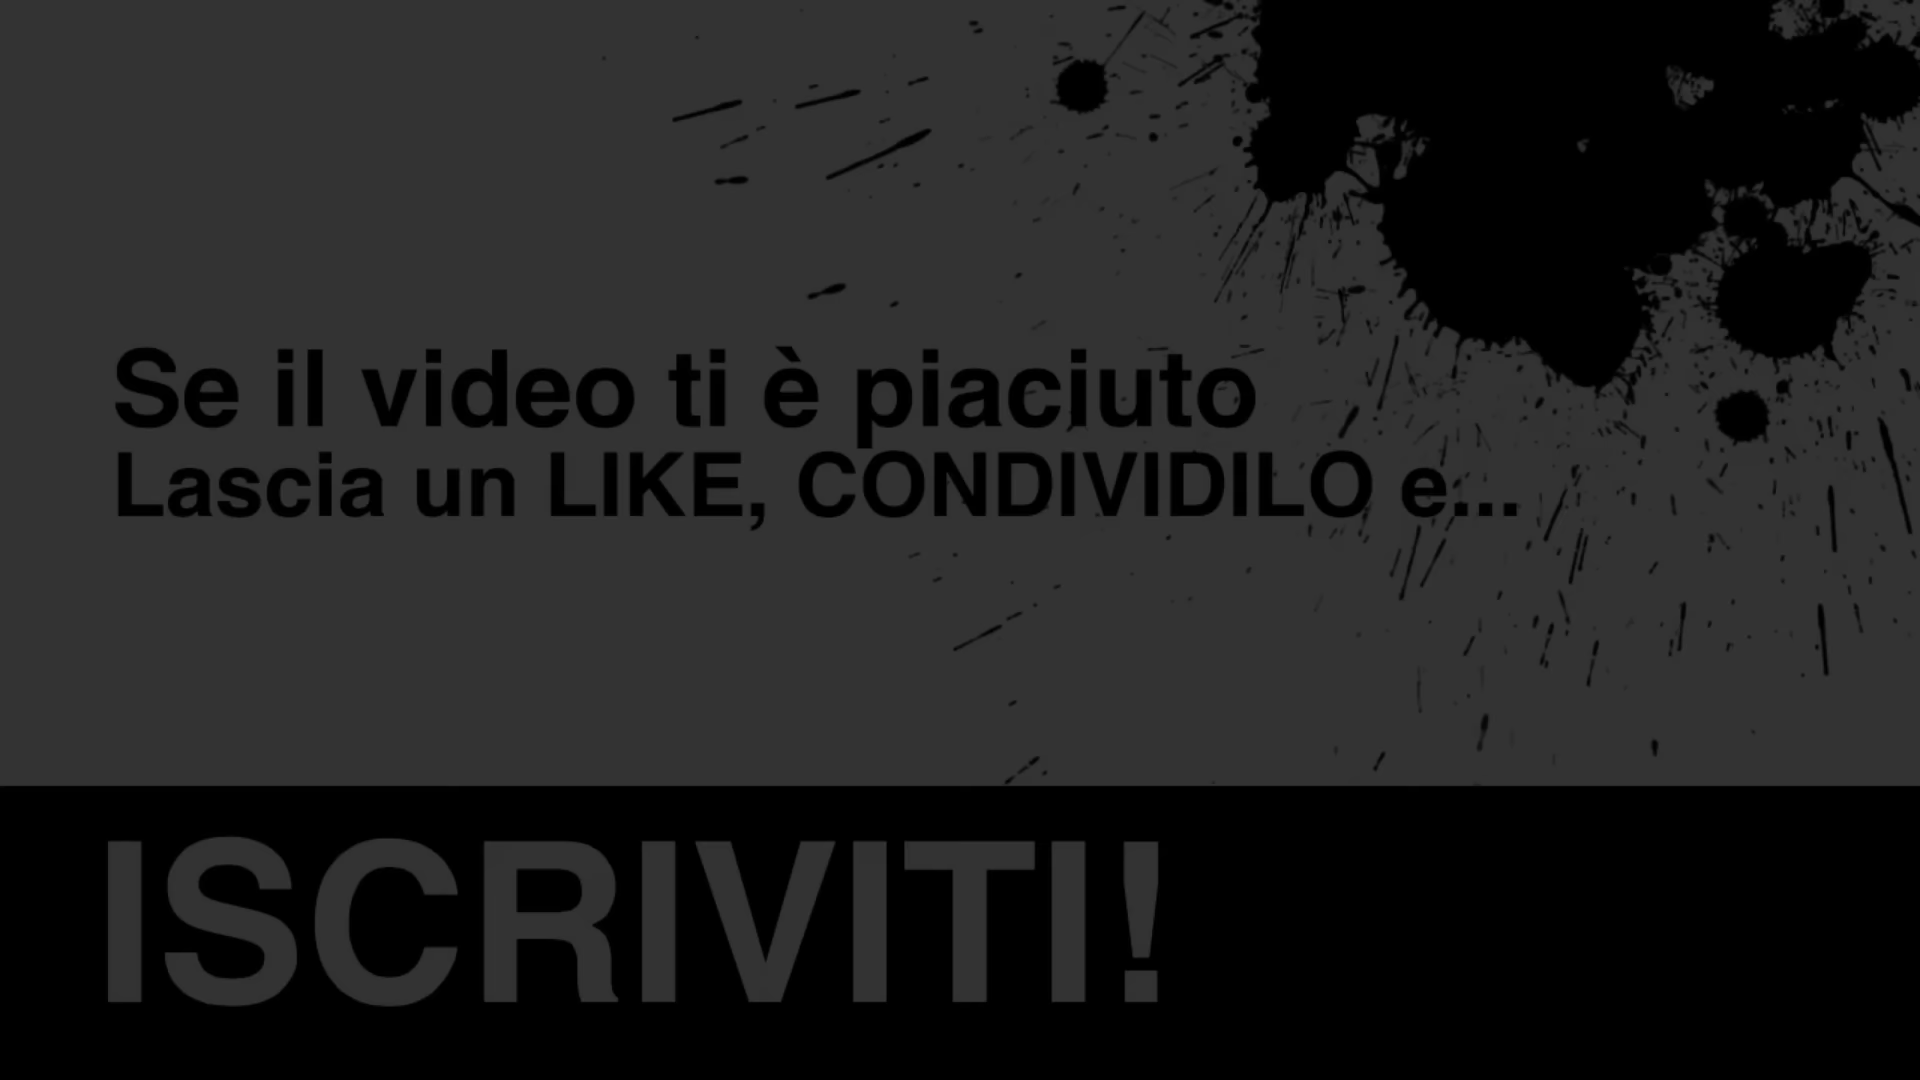 Se il video ti è piaciuto
Lascia un LIKE, CONDIVIDILO e...
ISCRIVITI!